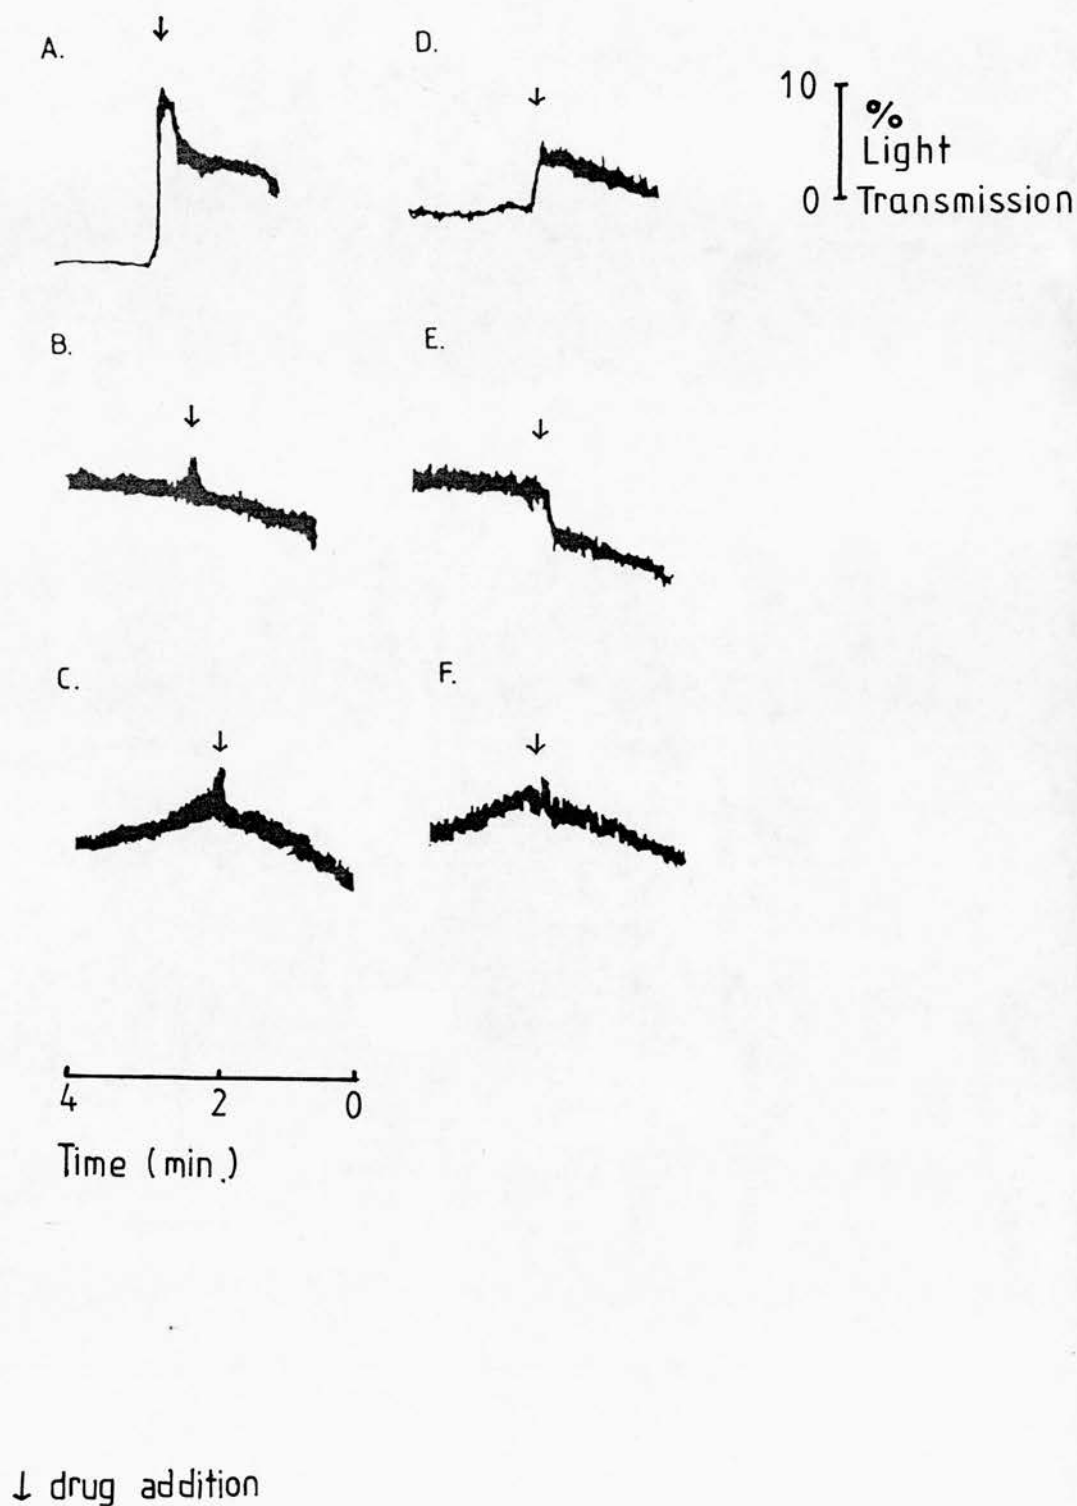 A.
D.
10
%
Light
0 Transmission
B.
E.
C.
F.
4 2 0
Time (min.)
↓ drug addition